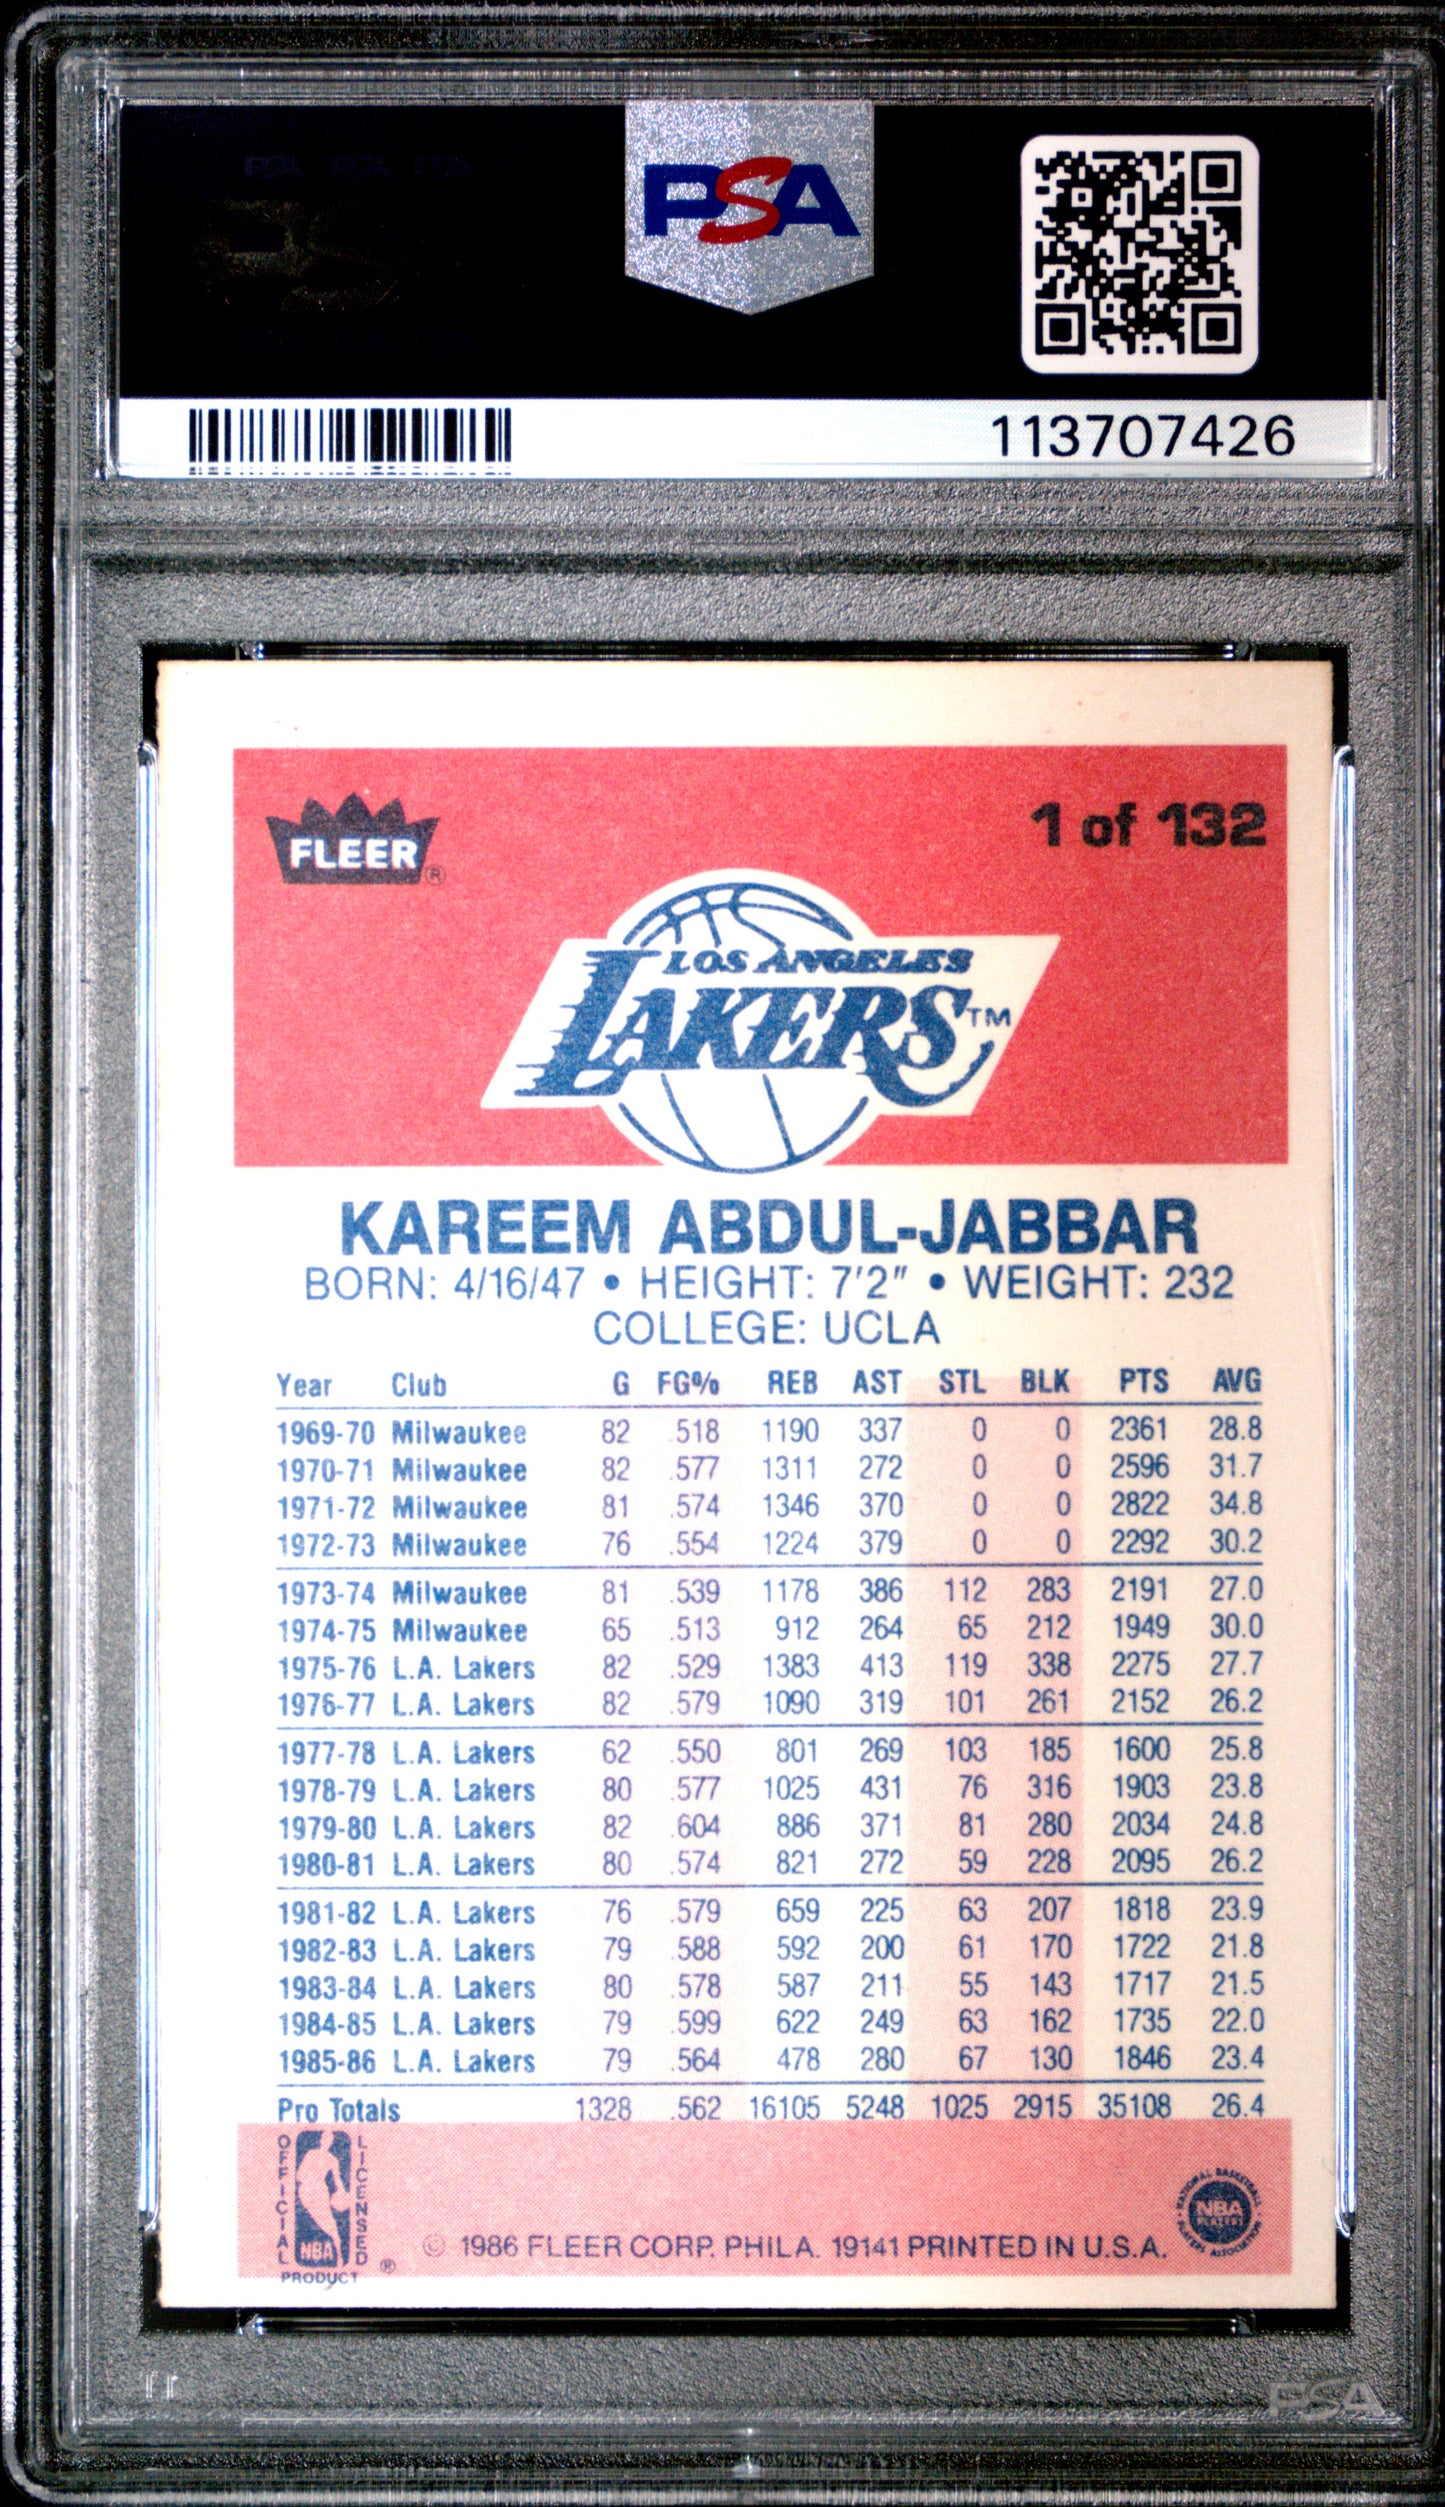 PSA
113707426
FLEER®
1 of 132
LOS ANGELES
LAKERS™
KAREEM ABDUL-JABBAR
BORN: 4/16/47 • HEIGHT: 7'2" • WEIGHT: 232
COLLEGE: UCLA
Year Club G FG% REB AST STL BLK PTS AVG
1969-70 Milwaukee 82 .518 1190 337 0 0 2361 28.8
1970-71 Milwaukee 82 .577 1311 272 0 0 2596 31.7
1971-72 Milwaukee 81 .574 1346 370 0 0 2822 34.8
1972-73 Milwaukee 76 .554 1224 379 0 0 2292 30.2
1973-74 Milwaukee 81 .539 1178 386 112 283 2191 27.0
1974-75 Milwaukee 65 .513 912 264 65 212 1949 30.0
1975-76 L.A. Lakers 82 .529 1383 413 119 338 2275 27.7
1976-77 L.A. Lakers 82 .579 1090 319 101 261 2152 26.2
1977-78 L.A. Lakers 62 .550 801 269 103 185 1600 25.8
1978-79 L.A. Lakers 80 .577 1025 431 76 316 1903 23.8
1979-80 L.A. Lakers 82 .604 886 371 81 280 2034 24.8
1980-81 L.A. Lakers 80 .574 821 272 59 228 2095 26.2
1981-82 L.A. Lakers 76 .579 659 225 63 207 1818 23.9
1982-83 L.A. Lakers 79 .588 592 200 61 170 1722 21.8
1983-84 L.A. Lakers 80 .578 587 211 55 143 1717 21.5
1984-85 L.A. Lakers 79 .599 622 249 63 162 1735 22.0
1985-86 L.A. Lakers 79 .564 478 280 67 130 1846 23.4
Pro Totals 1328 .562 16105 5248 1025 2915 35108 26.4
OFFICIAL LICENSED
NBA
PRODUCT ®
© 1986 FLEER CORP. PHILA. 19141 PRINTED IN U.S.A.
NATIONAL BASKETBALL
NBA
PLAYERS
PLAYERS ASSOCIATION
PSA